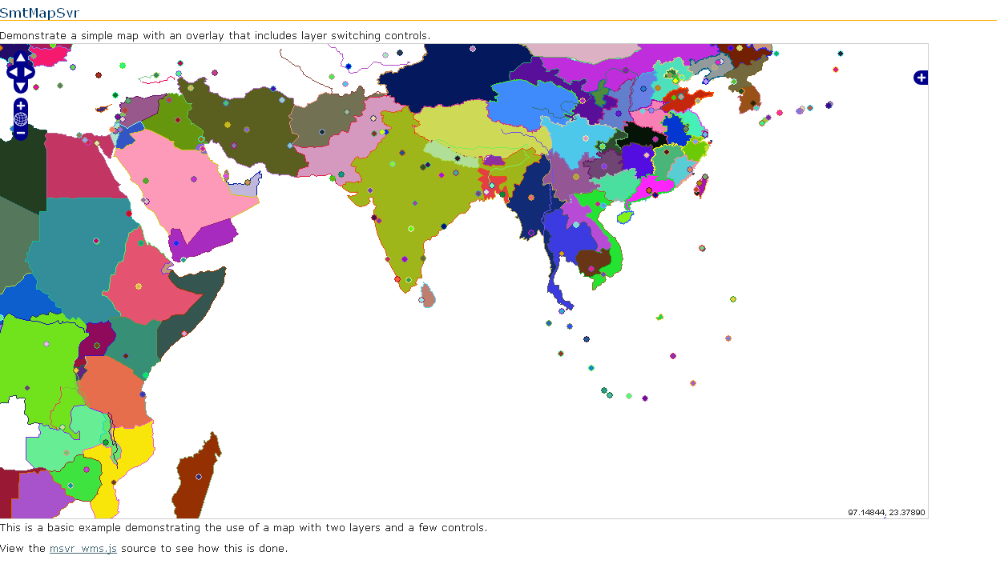 SmtMapSvr
Demonstrate a simple map with an overlay that includes layer switching controls.
97.14844, 23.37890
This is a basic example demonstrating the use of a map with two layers and a few controls.
View the msvr_wms.js source to see how this is done.